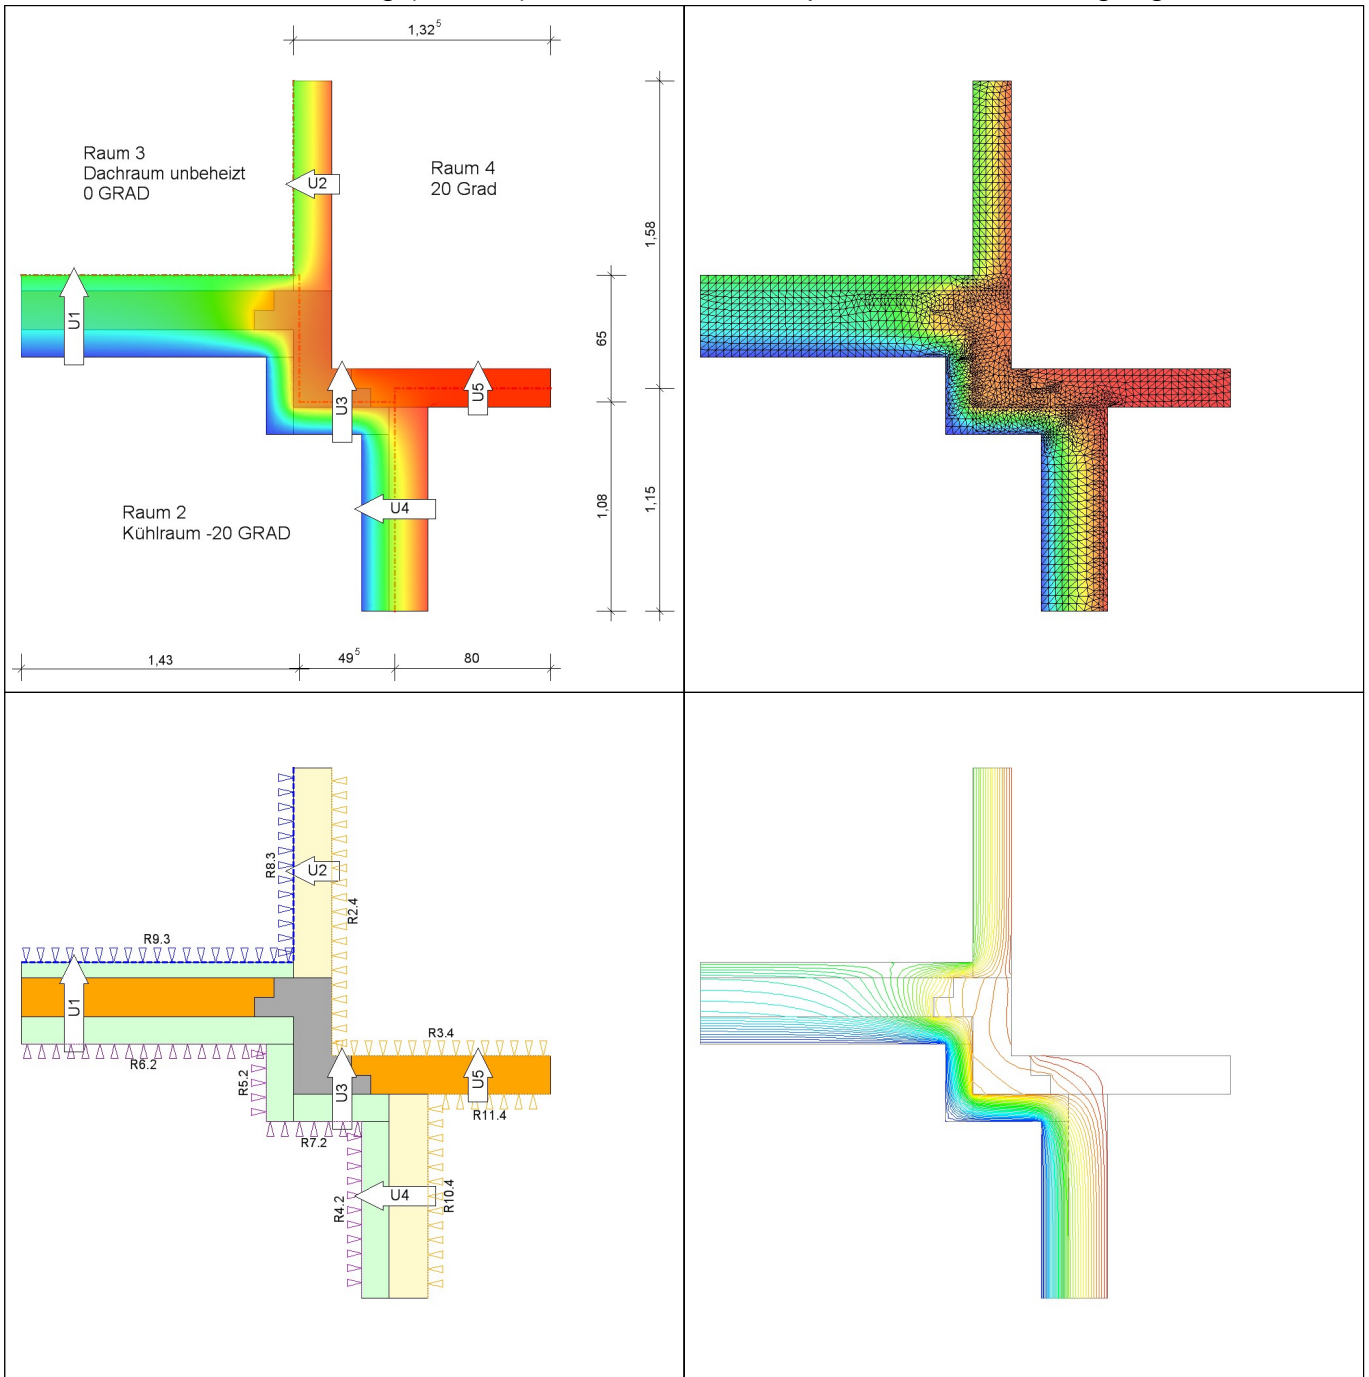 1,32⁵
Raum 3
Dachraum unbeheizt
0 GRAD
Raum 4
20 Grad
U2
1,58
U1
65
U3
U5
U4
Raum 2
Kühlraum -20 GRAD
1,08
1,15
1,43
49⁵
80
R8.3
U2
R2.4
R9.3
U1
R6.2
R5.2
R3.4
U3
U5
R11.4
R7.2
R4.2
U4
R10.4